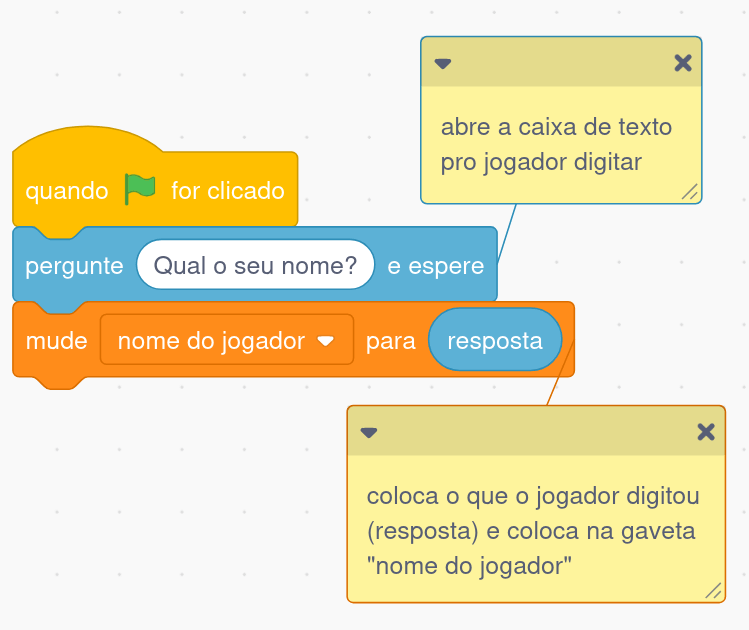 abre a caixa de texto
pro jogador digitar
quando for clicado
pergunte Qual o seu nome? e espere
mude nome do jogador para resposta
coloca o que o jogador digitou
(resposta) e coloca na gaveta
"nome do jogador"